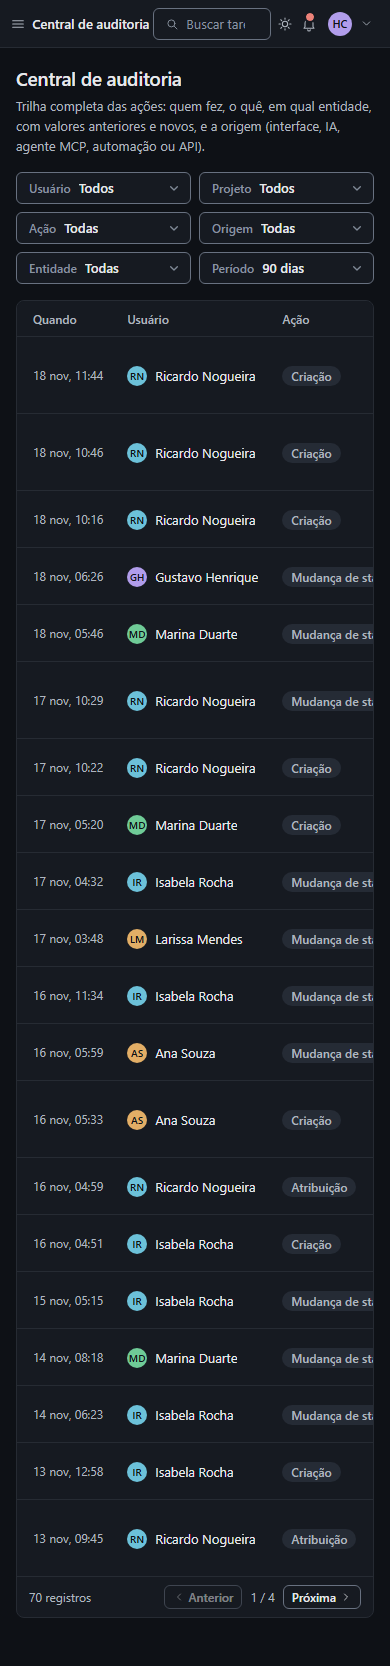 Central de auditoria
Buscar tare
HC
Central de auditoria
Trilha completa das ações: quem fez, o quê, em qual entidade,
com valores anteriores e novos, e a origem (interface, IA,
agente MCP, automação ou API).
Usuário Todos
Projeto Todos
Ação Todas
Origem Todas
Entidade Todas
Período 90 dias
Quando Usuário Ação
18 nov, 11:44 RN Ricardo Nogueira Criação
18 nov, 10:46 RN Ricardo Nogueira Criação
18 nov, 10:16 RN Ricardo Nogueira Criação
18 nov, 06:26 GH Gustavo Henrique Mudança de sta
18 nov, 05:46 MD Marina Duarte Mudança de sta
17 nov, 10:29 RN Ricardo Nogueira Mudança de sta
17 nov, 10:22 RN Ricardo Nogueira Criação
17 nov, 05:20 MD Marina Duarte Criação
17 nov, 04:32 IR Isabela Rocha Mudança de sta
17 nov, 03:48 LM Larissa Mendes Mudança de sta
16 nov, 11:34 IR Isabela Rocha Mudança de sta
16 nov, 05:59 AS Ana Souza Mudança de sta
16 nov, 05:33 AS Ana Souza Criação
16 nov, 04:59 RN Ricardo Nogueira Atribuição
16 nov, 04:51 IR Isabela Rocha Criação
15 nov, 05:15 IR Isabela Rocha Mudança de sta
14 nov, 08:18 MD Marina Duarte Mudança de sta
14 nov, 06:23 IR Isabela Rocha Mudança de sta
13 nov, 12:58 IR Isabela Rocha Criação
13 nov, 09:45 RN Ricardo Nogueira Atribuição
70 registros Anterior 1 / 4 Próxima